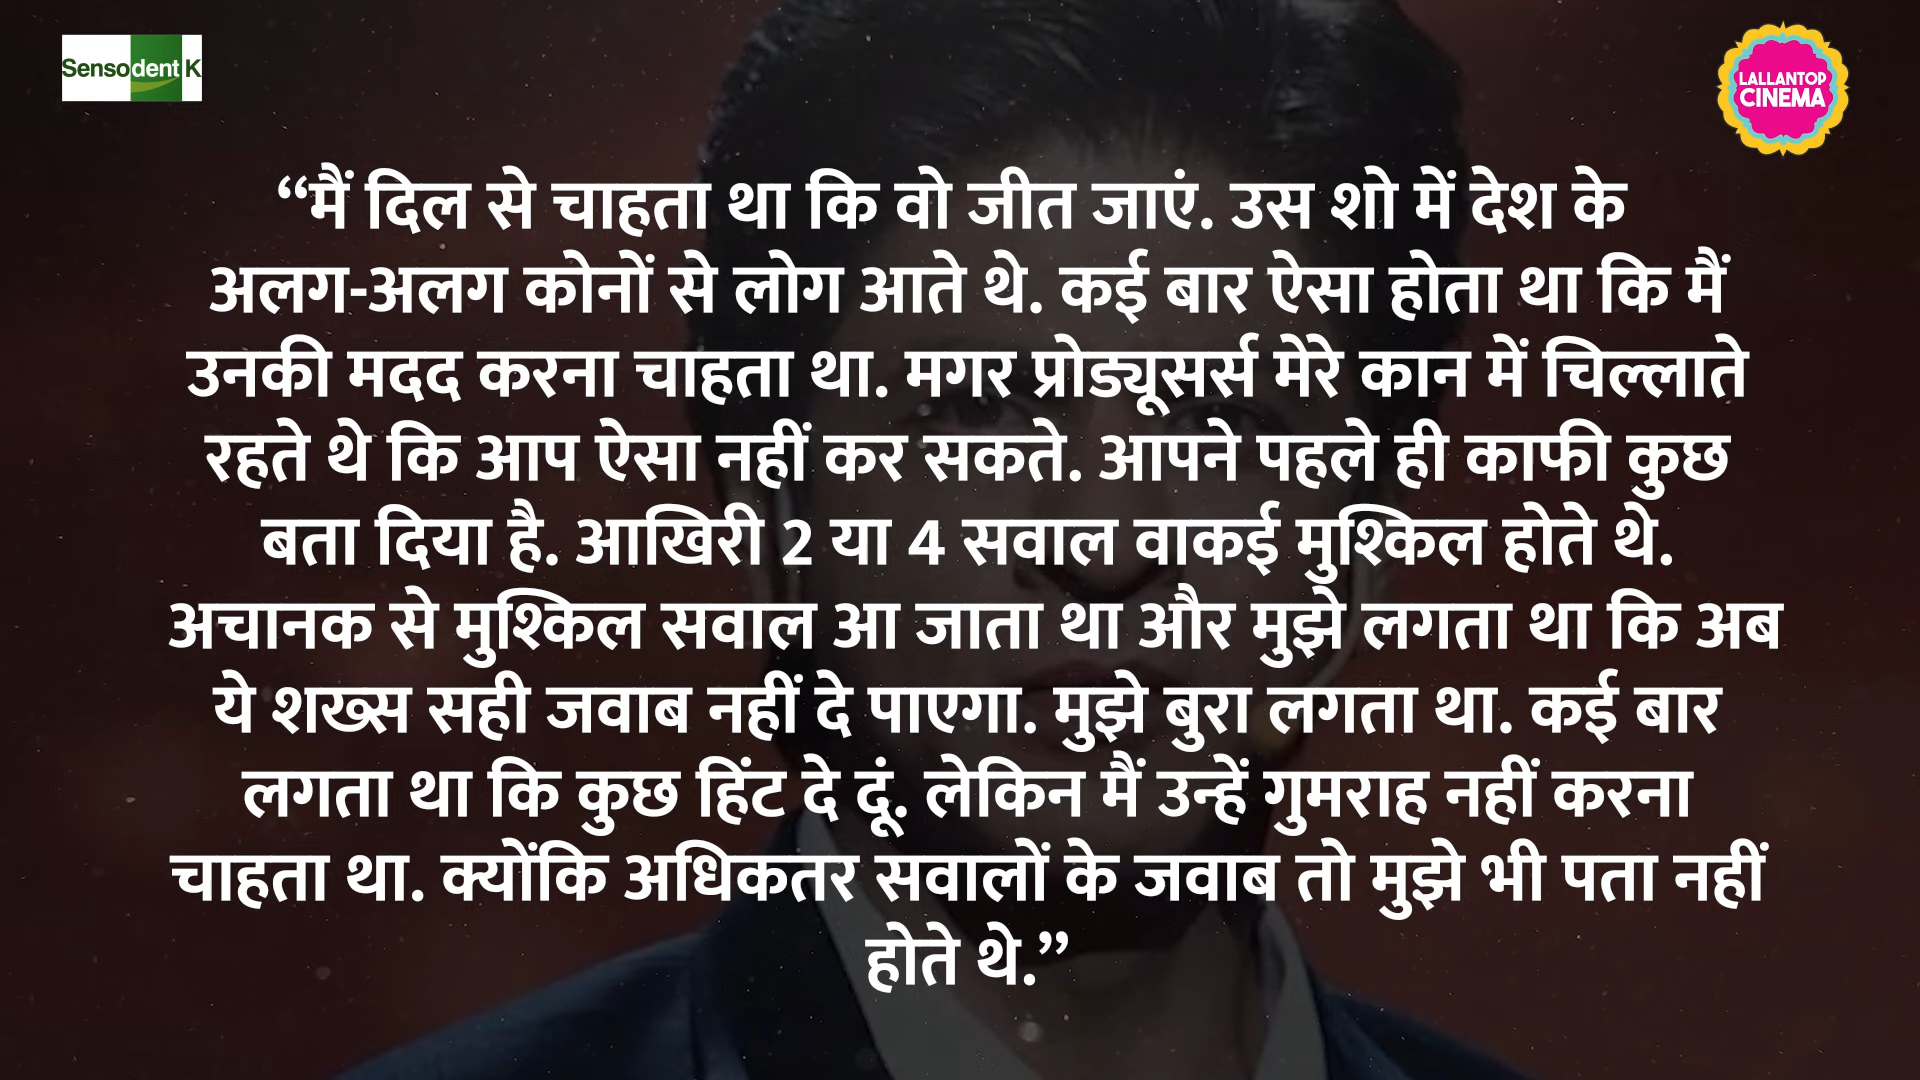 Sensodent K
LALLANTOP
CINEMA
“मैं दिल से चाहता था कि वो जीत जाएं. उस शो में देश के
अलग-अलग कोनों से लोग आते थे. कई बार ऐसा होता था कि मैं
उनकी मदद करना चाहता था. मगर प्रोड्यूसर्स मेरे कान में चिल्लाते
रहते थे कि आप ऐसा नहीं कर सकते. आपने पहले ही काफी कुछ
बता दिया है. आखिरी 2 या 4 सवाल वाकई मुश्किल होते थे.
अचानक से मुश्किल सवाल आ जाता था और मुझे लगता था कि अब
ये शख्स सही जवाब नहीं दे पाएगा. मुझे बुरा लगता था. कई बार
लगता था कि कुछ हिंट दे दूं. लेकिन मैं उन्हें गुमराह नहीं करना
चाहता था. क्योंकि अधिकतर सवालों के जवाब तो मुझे भी पता नहीं
होते थे.”